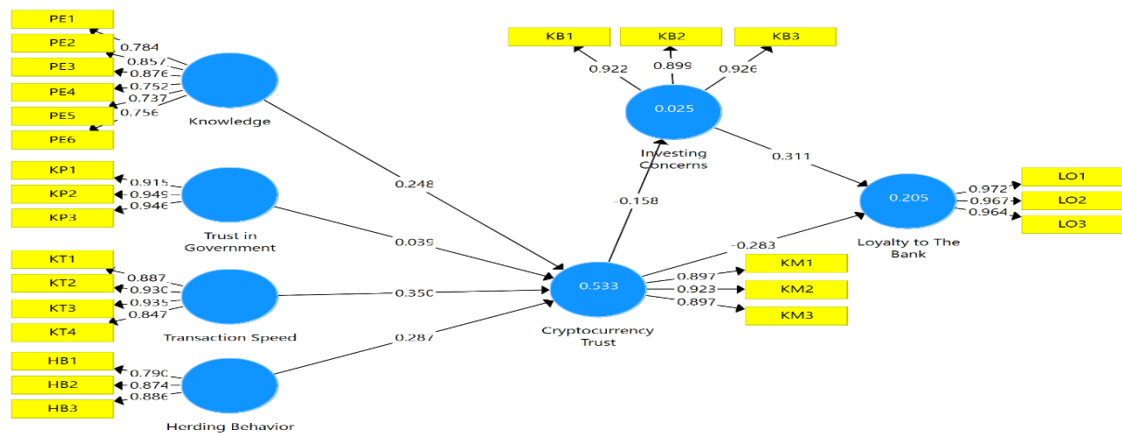 PE1
PE2
PE3
PE4
PE5
PE6
0.784
0.857
0.876
0.752
0.737
0.756
Knowledge
KP1
KP2
KP3
0.915
0.949
0.946
Trust in
Government
KT1
KT2
KT3
KT4
0.887
0.930
0.935
0.847
Transaction Speed
HB1
HB2
HB3
0.790
0.874
0.886
Herding Behavior
0.248
0.039
0.350
0.287
0.533
Cryptocurrency
Trust
KM1
KM2
KM3
0.897
0.923
0.897
-0.158
-0.283
KB1
KB2
KB3
0.922
0.899
0.926
0.025
Investing
Concerns
0.311
0.205
Loyalty to The
Bank
0.972
0.967
0.964
LO1
LO2
LO3